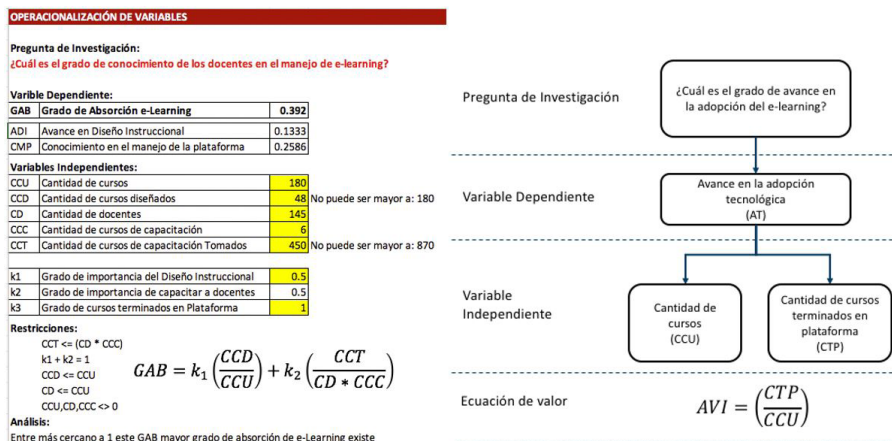 OPERACIONALIZACIÓN DE VARIABLES
Pregunta de Investigación:
¿Cuál es el grado de conocimiento de los docentes en el manejo de e-learning?
Varible Dependiente:
GAB Grado de Absorción e-Learning 0.392
ADI Avance en Diseño Instruccional 0.1333
CMP Conocimiento en el manejo de la plataforma 0.2586
Variables Independientes:
CCU Cantidad de cursos 180
CCD Cantidad de cursos diseñados 48 No puede ser mayor a: 180
CD Cantidad de docentes 145
CCC Cantidad de cursos de capacitación 6
CCT Cantidad de cursos de capacitación Tomados 450 No puede ser mayor a: 870
k1 Grado de importancia del Diseño Instruccional 0.5
k2 Grado de importancia de capacitar a docentes 0.5
k3 Grado de cursos terminados en Plataforma 1
Restricciones:
CCT <= (CD * CCC)
k1 + k2 = 1
CCD <= CCU
CD <= CCU
CCU,CD,CCC <> 0
GAB = k₁(CCD/CCU) + k₂(CCT/CD * CCC)
Análisis:
Entre más cercano a 1 este GAB mayor grado de absorción de e-Learning existe
Pregunta de Investigación
¿Cuál es el grado de avance en
la adopción del e-learning?
Variable Dependiente
Avance en la adopción
tecnológica
(AT)
Variable
Independiente
Cantidad de
cursos
(CCU)
Cantidad de cursos
terminados en
plataforma
(CTP)
Ecuación de valor
AVI = (CTP/CCU)